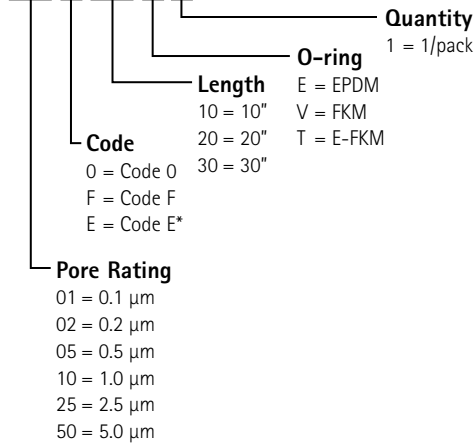 Quantity
1 = 1/pack
O-ring
E = EPDM
V = FKM
T = E-FKM
Length
10 = 10"
20 = 20"
30 = 30"
Code
0 = Code 0
F = Code F
E = Code E*
Pore Rating
01 = 0.1 µm
02 = 0.2 µm
05 = 0.5 µm
10 = 1.0 µm
25 = 2.5 µm
50 = 5.0 µm